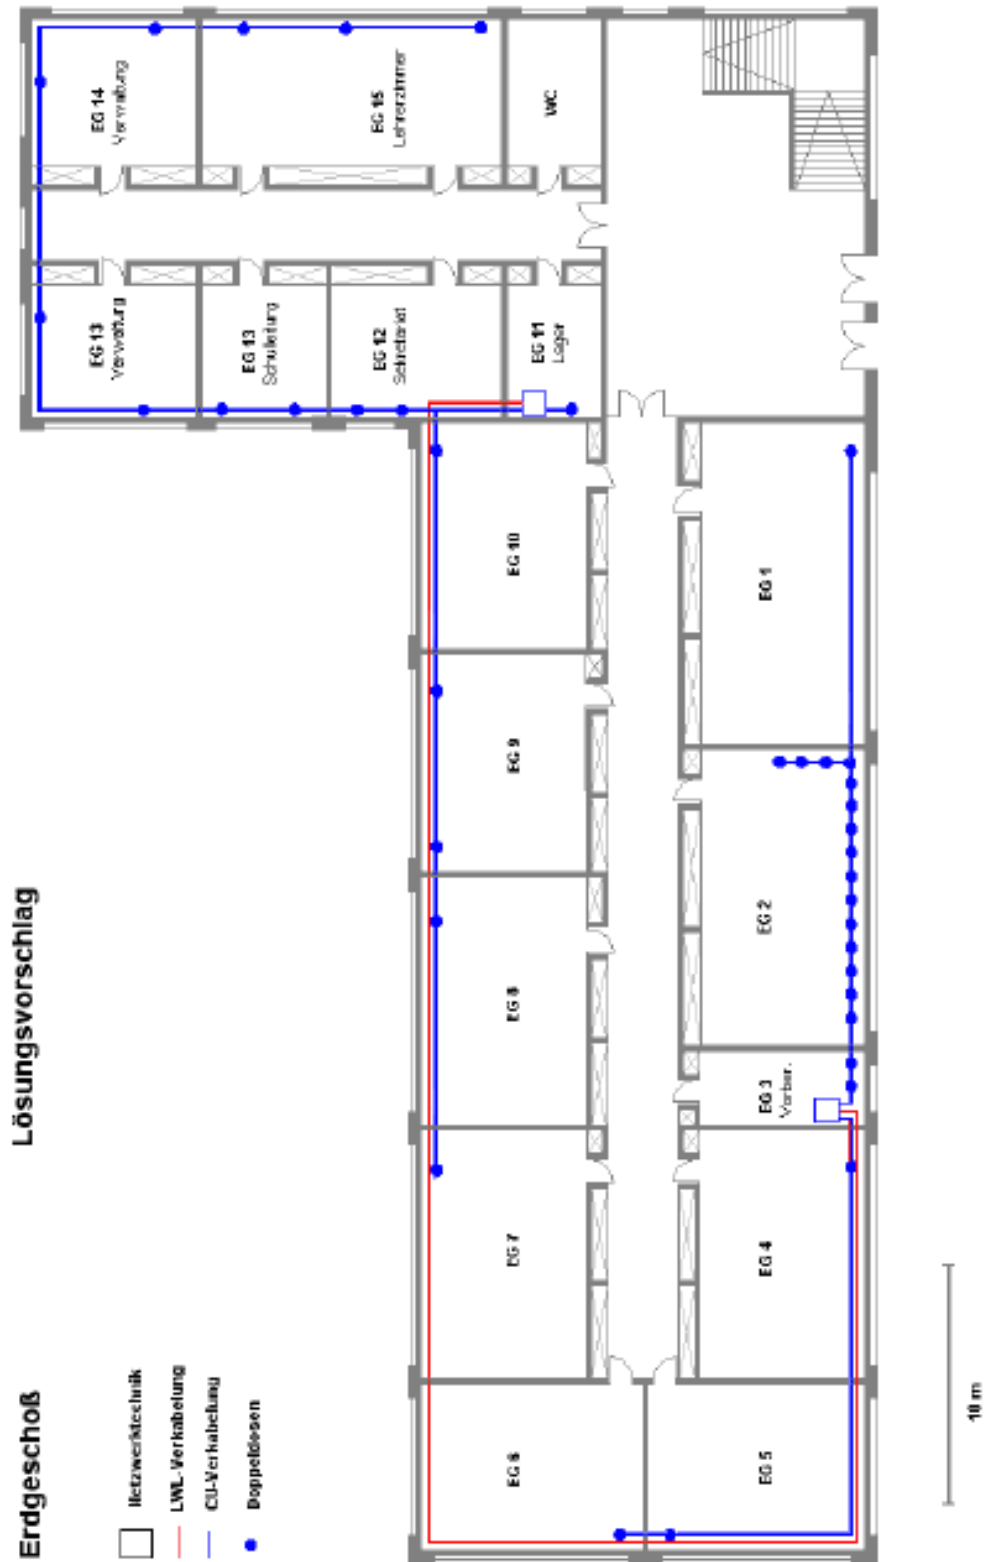 Erdgeschoß
Lösungsvorschlag
Netzwerktechnik
LWL-Verkabelung
CU-Verkabelung
Doppeldosen
EG 14
Verwaltung
EG 15
Lehrerzimmer
WC
EG 13
Verwaltung
EG 13
Schulleitung
EG 12
Sekretariat
EG 11
Lager
EG 10
EG 9
EG 8
EG 7
EG 6
EG 1
EG 2
EG 3
Vorber.
EG 4
EG 5
10 m